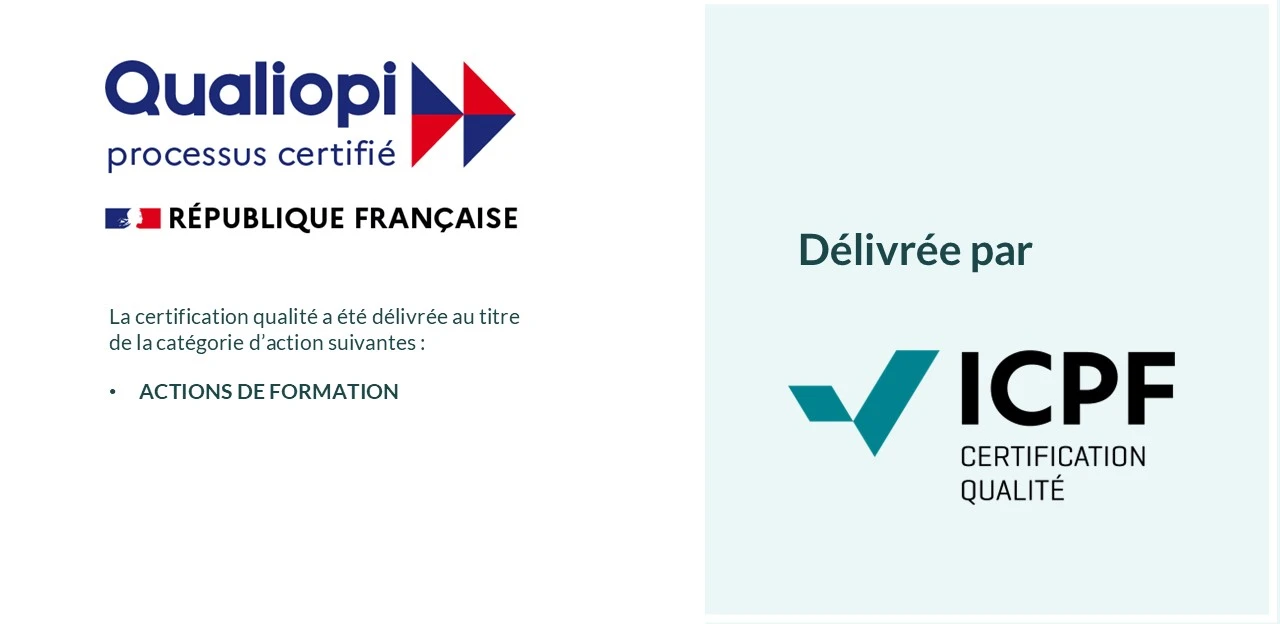 Qualiopi
processus certifié
RÉPUBLIQUE FRANÇAISE
La certification qualité a été délivrée au titre
de la catégorie d’action suivantes :
• ACTIONS DE FORMATION
Délivrée par
ICPF
CERTIFICATION
QUALITÉ